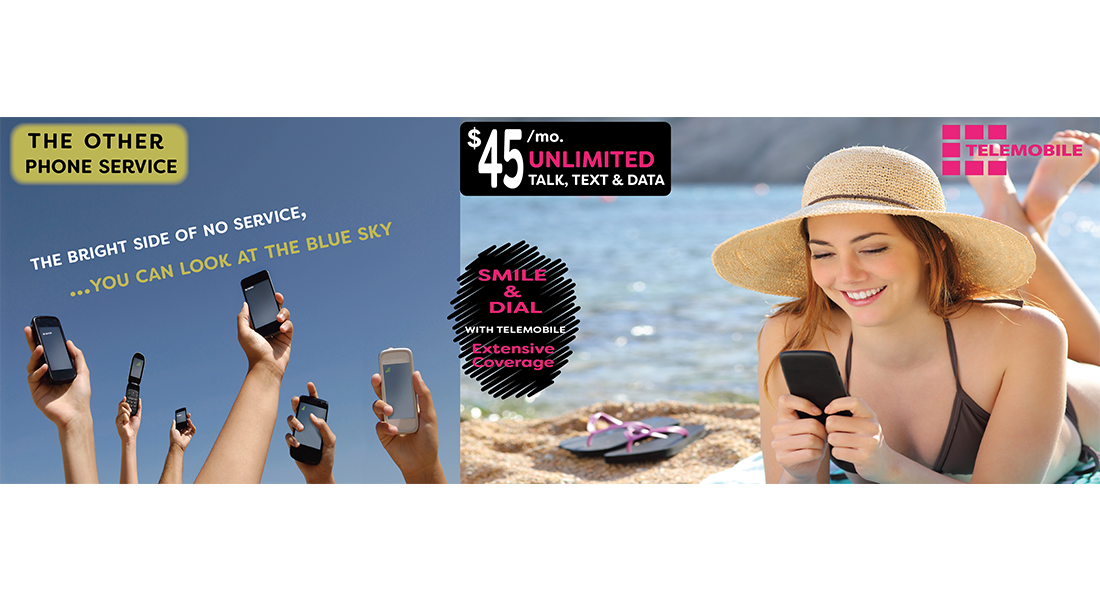 THE OTHER
PHONE SERVICE
THE BRIGHT SIDE OF NO SERVICE,
...YOU CAN LOOK AT THE BLUE SKY
$45/mo.
UNLIMITED
TALK, TEXT & DATA
SMILE
&
DIAL
WITH TELEMOBILE
Extensive
Coverage
TELEMOBILE